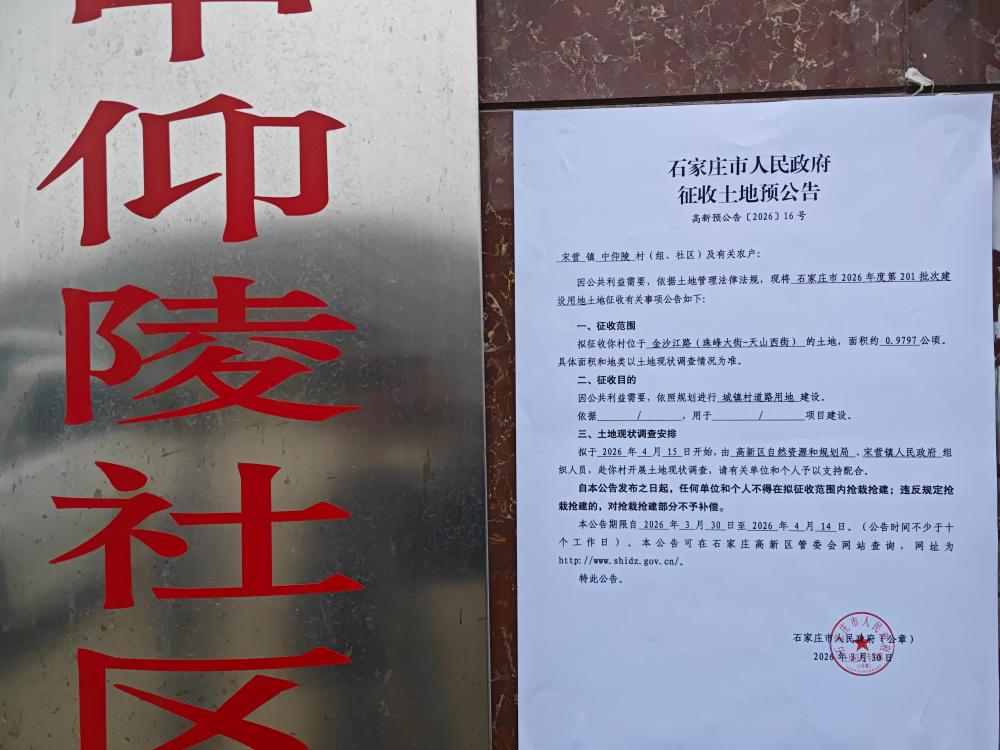 中仰陵社区
石家庄市人民政府
征收土地预公告
高新预公告〔2026〕16 号
宋营 镇 中仰陵 村（组、社区）及有关农户：
因公共利益需要，依据土地管理法律法规，现将 石家庄市 2026 年度第 201 批次建
设用地土地征收有关事项公告如下：
一、征收范围
拟征收你村位于 金沙江路（珠峰大街-天山西街） 的土地，面积约 0.9797 公顷。
具体面积和地类以土地现状调查情况为准。
二、征收目的
因公共利益需要，依照规划进行 城镇村道路用地 建设。
依据 / ，用于 / 项目建设。
三、土地现状调查安排
拟于 2026 年 4 月 15 日开始，由 高新区自然资源和规划局 、宋营镇人民政府 组
织人员，赴你村开展土地现状调查，请有关单位和个人予以支持配合。
自本公告发布之日起，任何单位和个人不得在拟征收范围内抢栽抢建；违反规定抢
栽抢建的，对抢栽抢建部分不予补偿。
本公告期限自 2026 年 3 月 30 日至 2026 年 4 月 14 日。（公告时间不少于十
个工作日）。本公告可在石家庄高新区管委会网站查询，网址为
http://www.shidz.gov.cn/。
特此公告。
石家庄市人民政府（公章）
2026 年 3 月 30 日